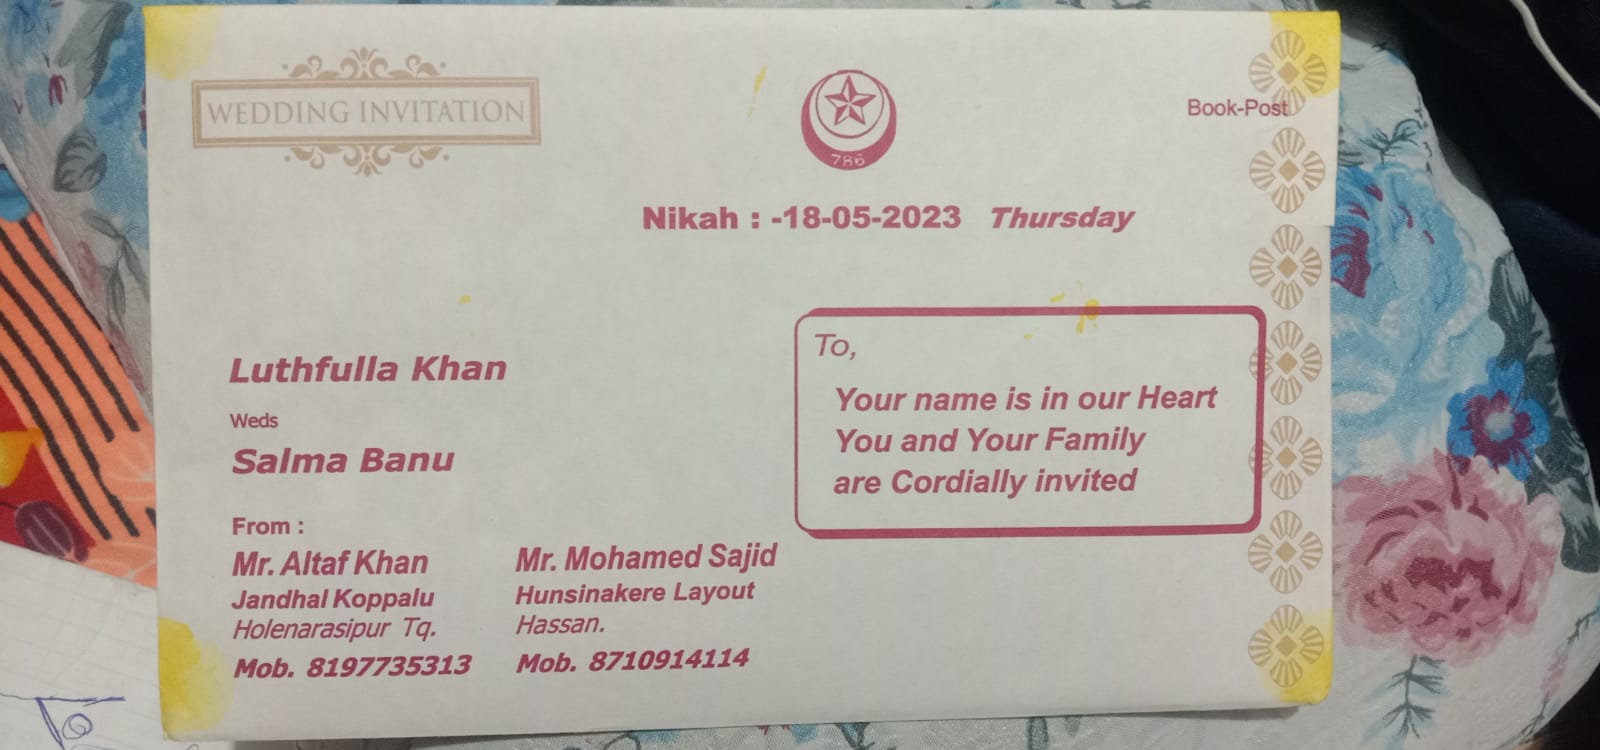 WEDDING INVITATION
786
Book-Post
Nikah : -18-05-2023 Thursday
Luthfulla Khan
Weds
Salma Banu
To,
Your name is in our Heart
You and Your Family
are Cordially invited
From :
Mr. Altaf Khan
Jandhal Koppalu
Holenarasipur Tq.
Mob. 8197735313
Mr. Mohamed Sajid
Hunsinakere Layout
Hassan.
Mob. 8710914114
To